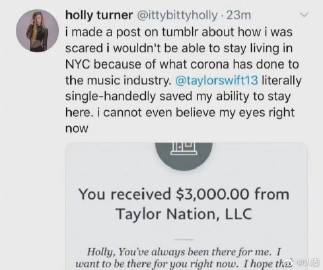 holly turner @ittybittyholly · 23m
i made a post on tumblr about how i was
scared i wouldn't be able to stay living in
NYC because of what corona has done to
the music industry. @taylorswift13 literally
single-handedly saved my ability to stay
here. i cannot even believe my eyes right
now
You received $3,000.00 from
Taylor Nation, LLC
Holly, You've always been there for me. I
want to be there for you right now. I hope this